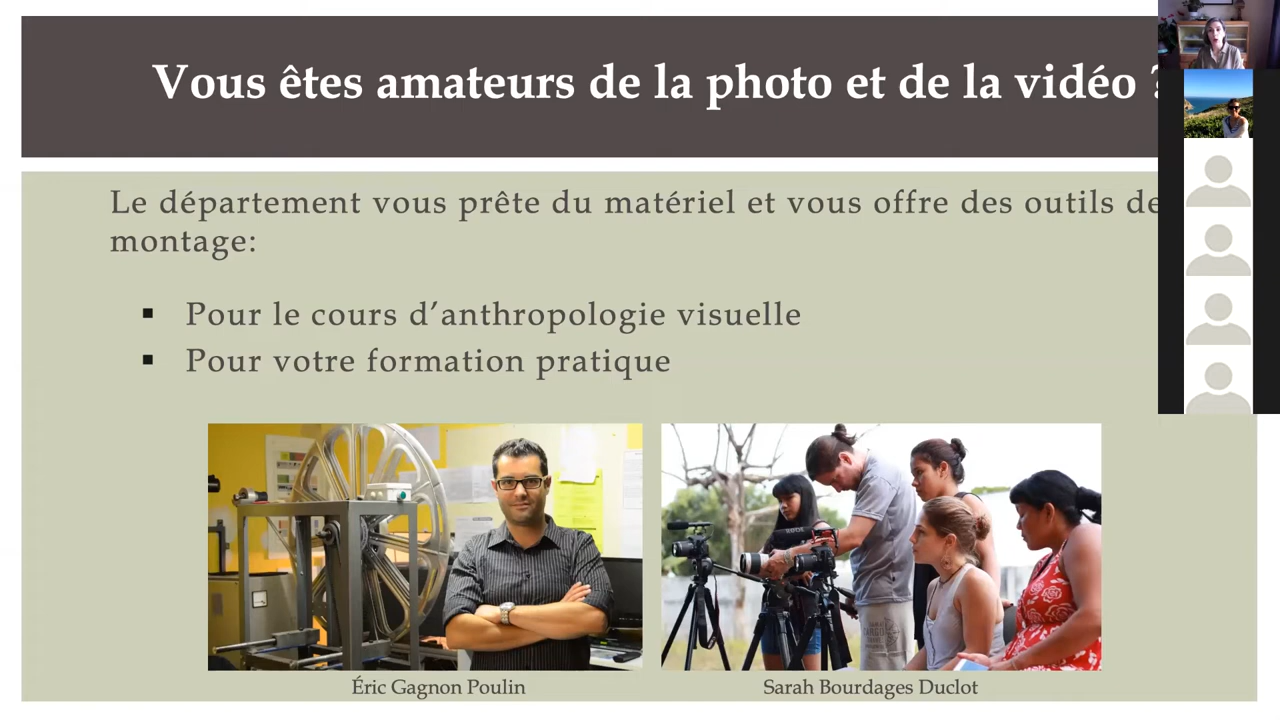 Vous êtes amateurs de la photo et de la vidéo ?
Le département vous prête du matériel et vous offre des outils de
montage:
▪ Pour le cours d’anthropologie visuelle
▪ Pour votre formation pratique
RODE
Éric Gagnon Poulin
Sarah Bourdages Duclot